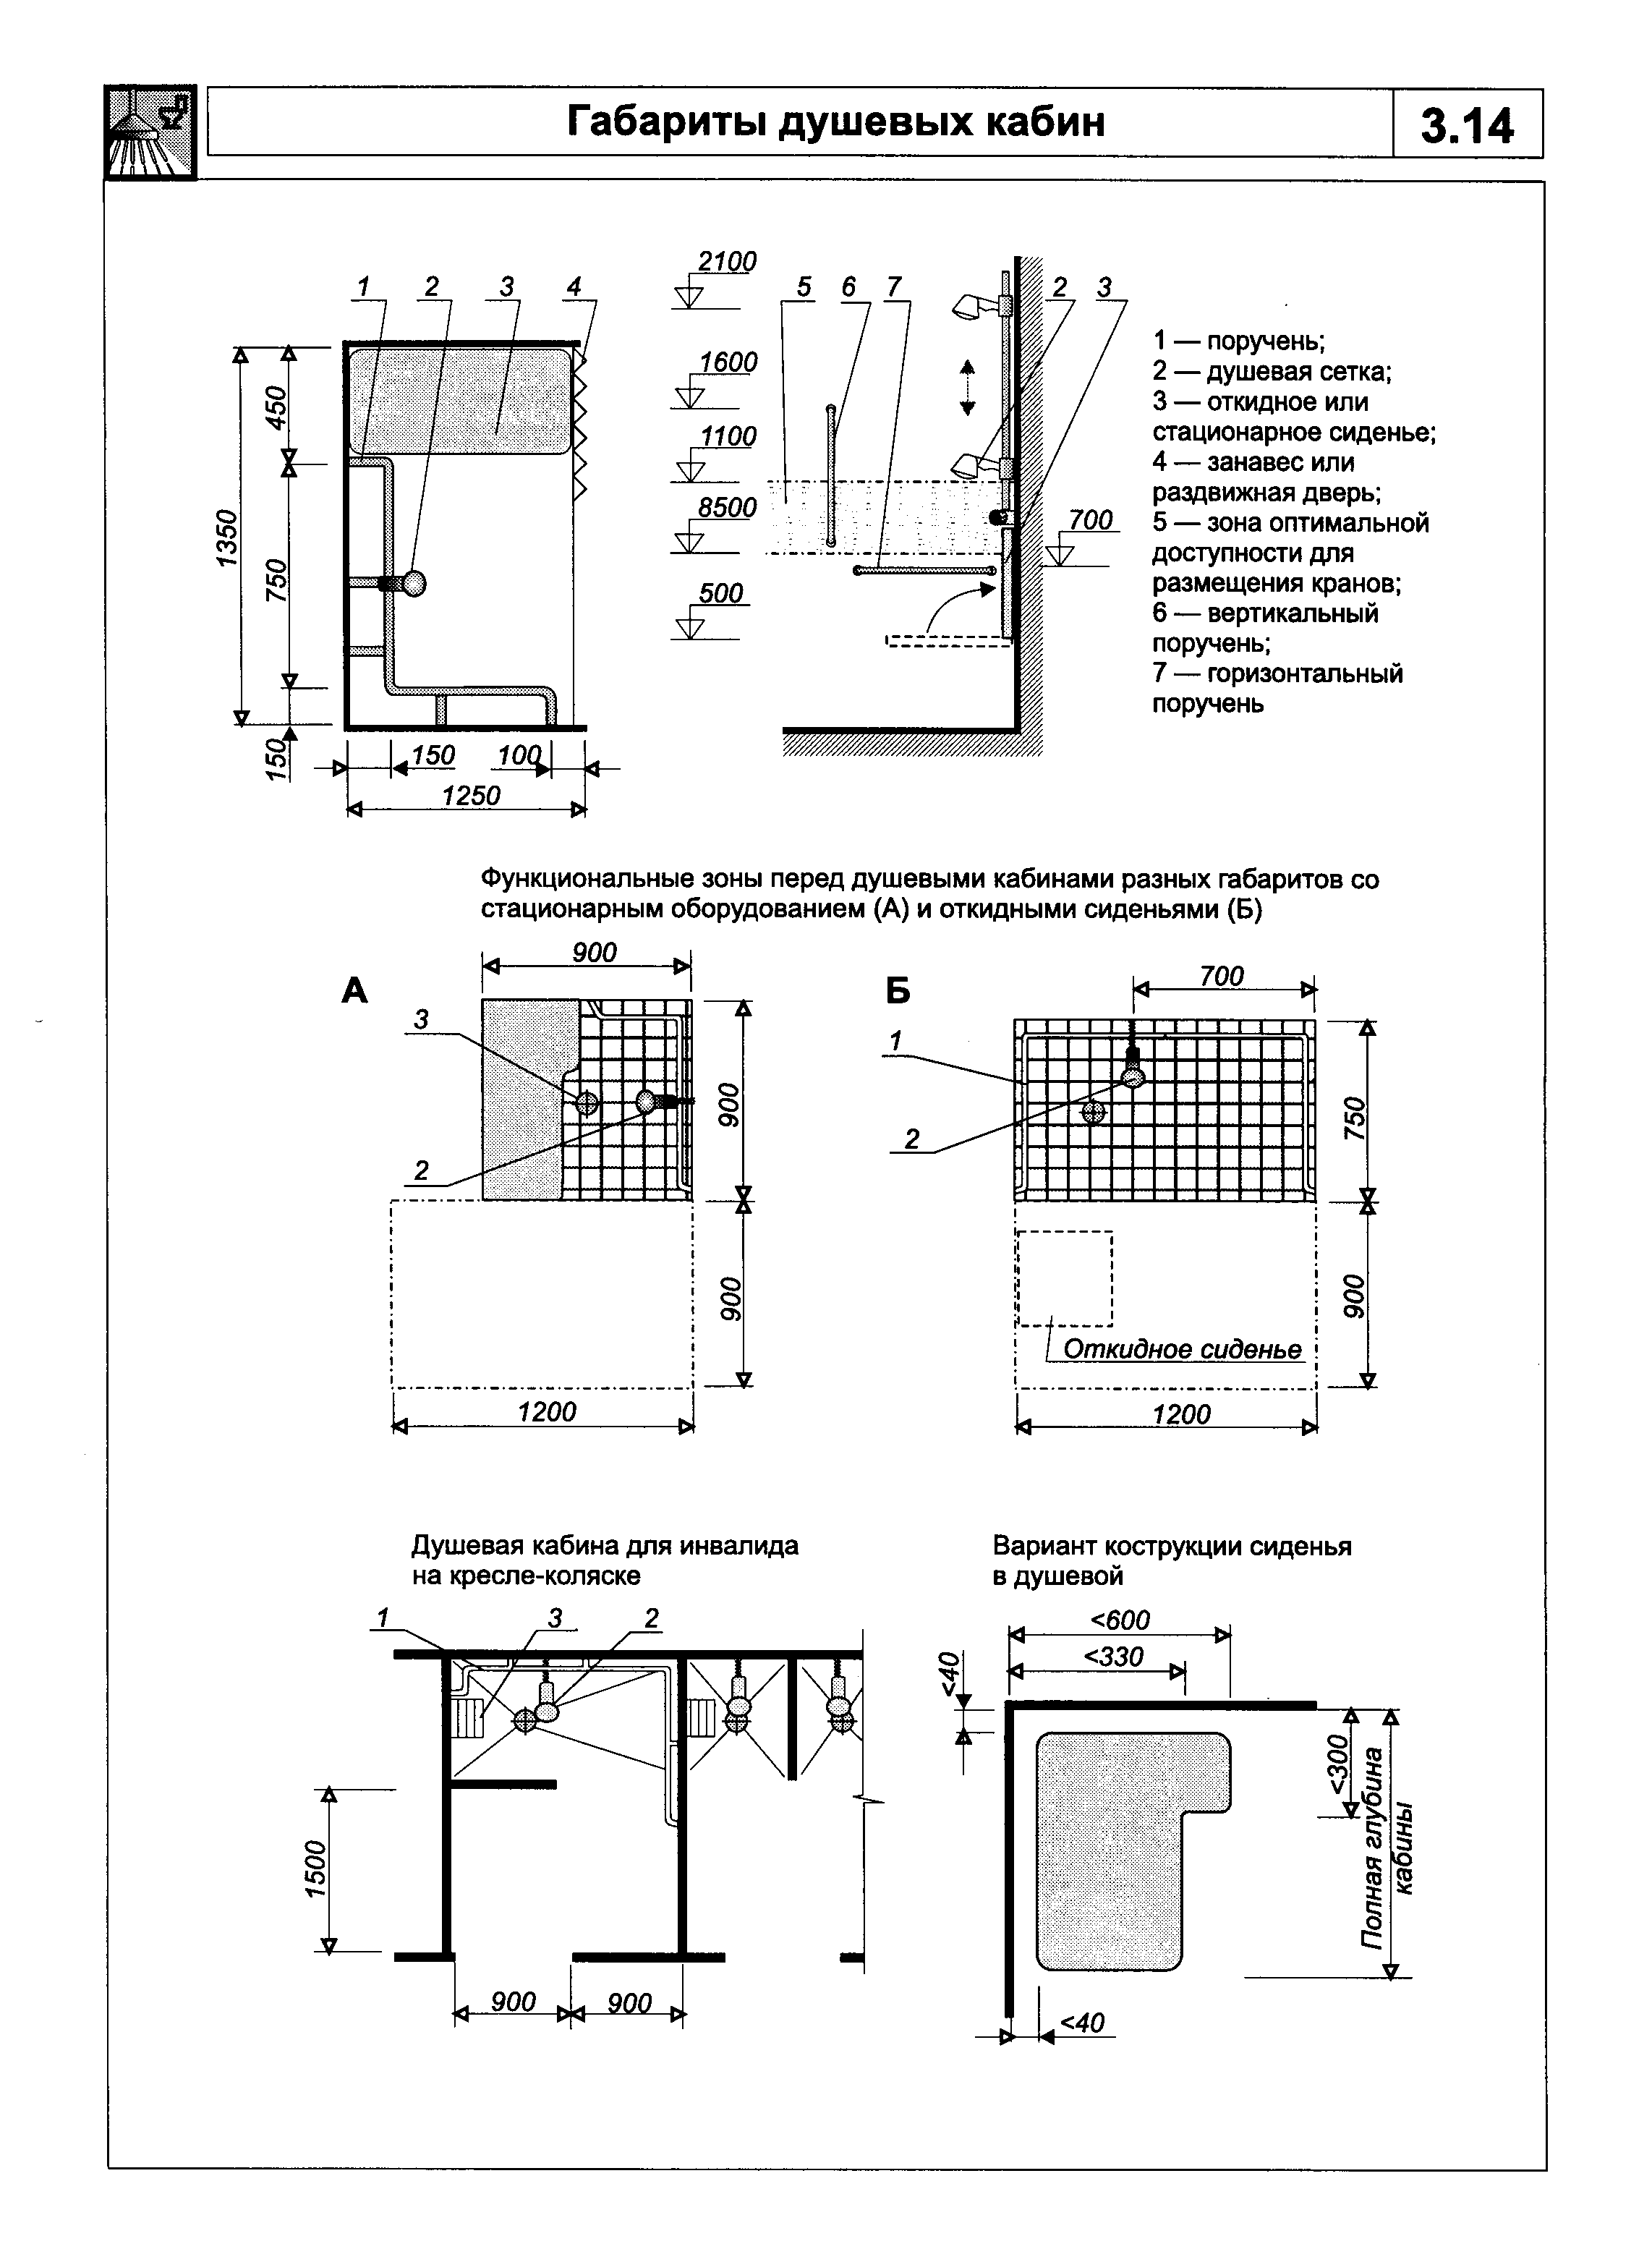 Габариты душевых кабин
3.14
1
2
3
4
450
1350
750
150
150
100
1250
2100
1600
1100
8500
500
5
6
7
2
3
700
1 — поручень;
2 — душевая сетка;
3 — откидное или
стационарное сиденье;
4 — занавес или
раздвижная дверь;
5 — зона оптимальной
доступности для
размещения кранов;
6 — вертикальный
поручень;
7 — горизонтальный
поручень
Функциональные зоны перед душевыми кабинами разных габаритов со
стационарным оборудованием (А) и откидными сиденьями (Б)
А
900
3
2
900
900
1200
Б
700
1
2
750
900
Откидное сиденье
1200
Душевая кабина для инвалида
на кресле-коляске
1
3
2
1500
900
900
Вариант кострукции сиденья
в душевой
<600
<330
<40
<300
Полная глубина
кабины
<40